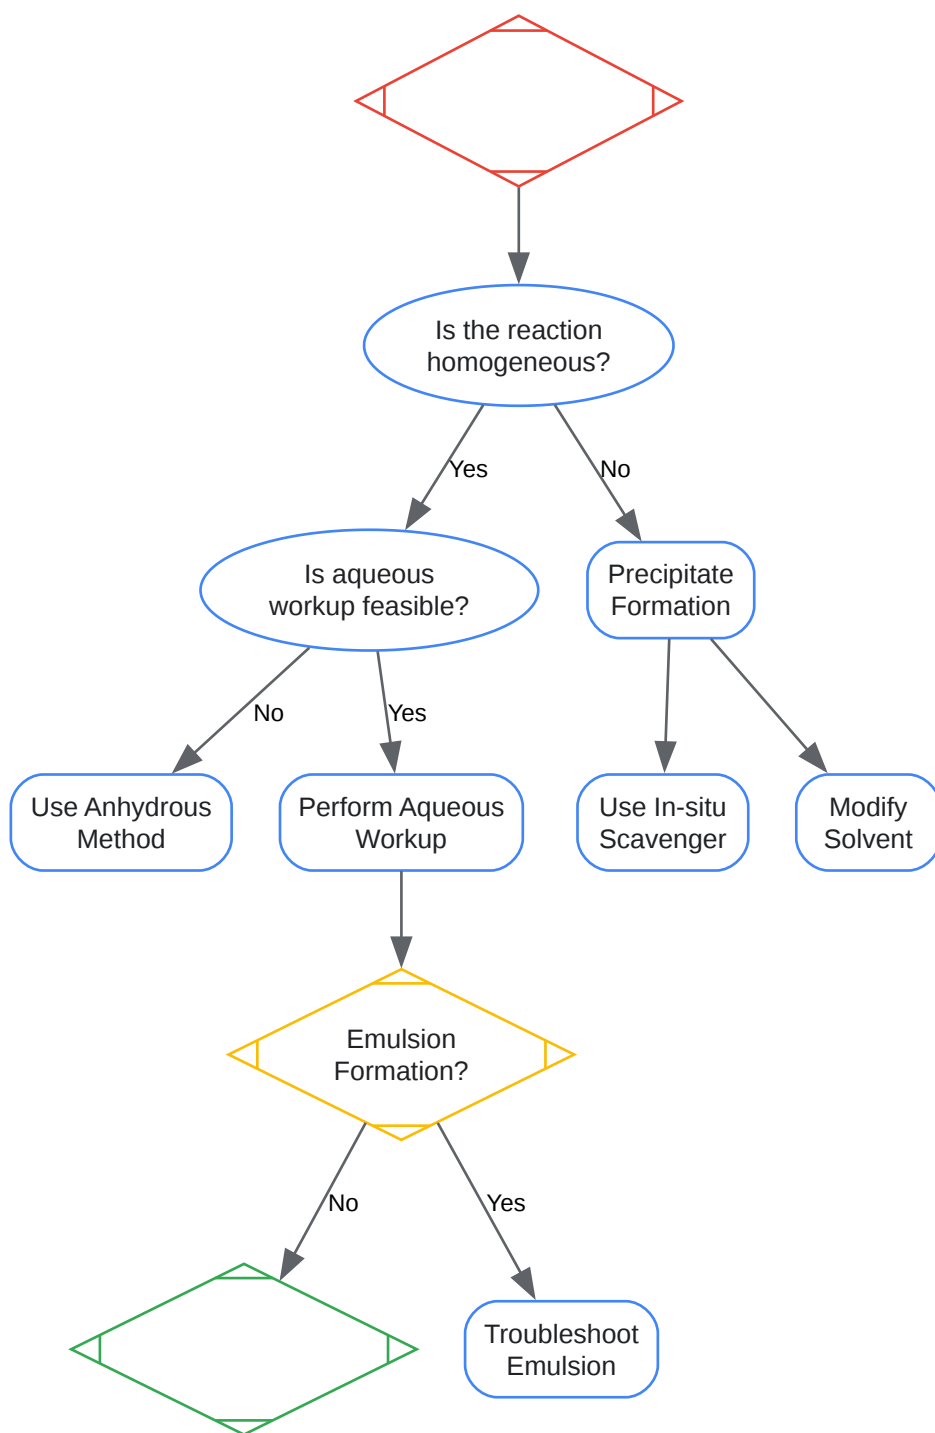 Is the reaction
homogeneous?
Yes
No
Is aqueous
workup feasible?
Precipitate
Formation
No
Yes
Use Anhydrous
Method
Perform Aqueous
Workup
Use In-situ
Scavenger
Modify
Solvent
Emulsion
Formation?
No
Yes
Troubleshoot
Emulsion